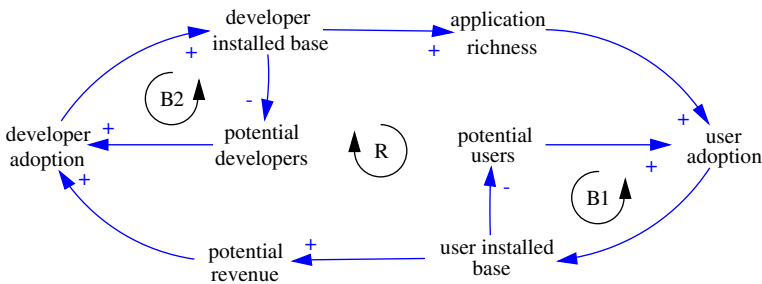 developer
installed base
application
richness
+
+
+
B2
-
developer
adoption
+
potential
developers
R
potential
users
user
adoption
+
+
-
B1
potential
revenue
+
user installed
base